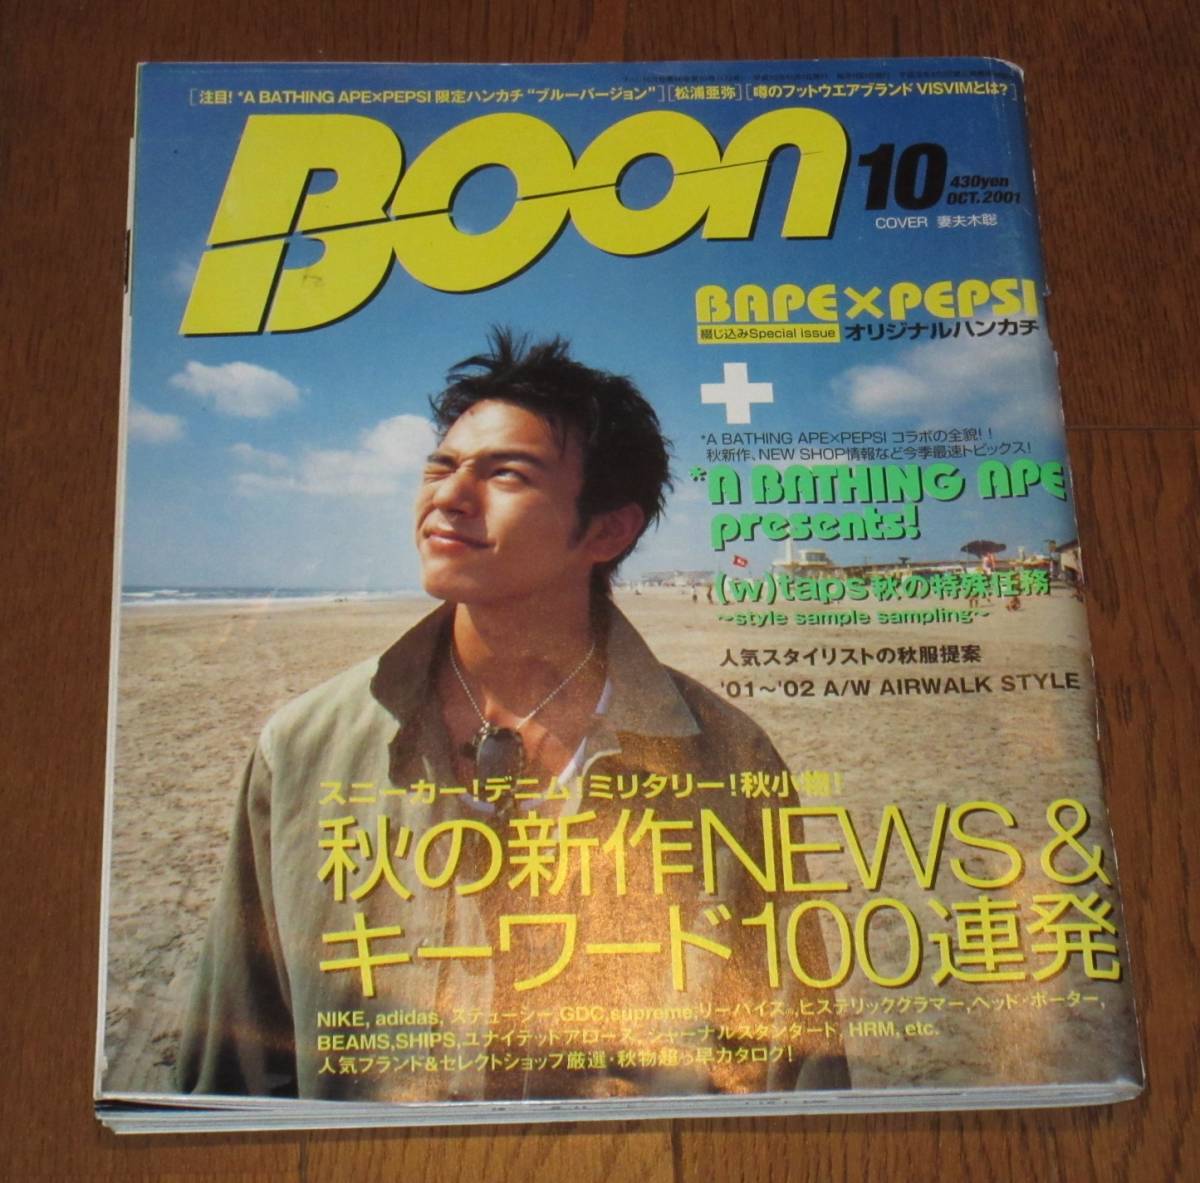 [注目! *A BATHING APE×PEPSI 限定ハンカチ“ブルーバージョン”] [松浦亜弥] [噂のフットウエアブランド VISVIMとは?]
Boon
10
430yen
OCT. 2001
COVER 妻夫木聡
BAPE×PEPSI
綴じ込みSpecial issue オリジナルハンカチ
+
*A BATHING APE×PEPSI コラボの全貌!!
秋新作、NEW SHOP情報など今季最速トピックス!
*A BATHING APE
presents!
(w)taps秋の特殊任務
~style sample sampling~
人気スタイリストの秋服提案
'01~'02 A/W AIRWALK STYLE
スニーカー!デニム!ミリタリー!秋小物!
秋の新作NEWS&
キーワード100連発
NIKE, adidas, ステューシー,GDC,supreme,リーバイス®,ヒステリックグラマー,ヘッド・ポーター,
BEAMS,SHIPS,ユナイテッドアローズ, ジャーナルスタンダード, HRM, etc.
人気ブランド&セレクトショップ厳選・秋物超っ早カタログ!